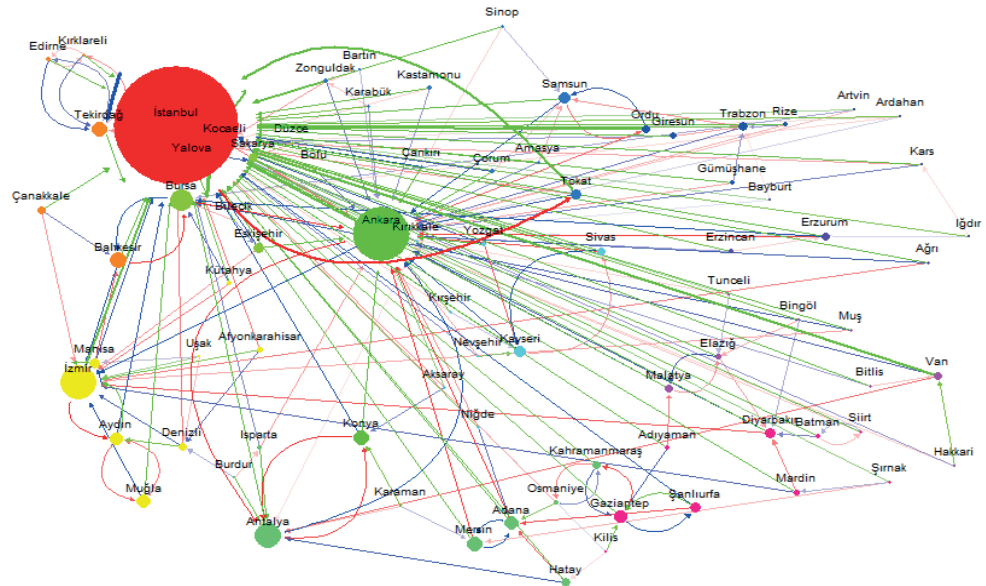 Sinop
Edirne
Kırklareli
Bartın
Zonguldak
Kastamonu
Samsun
Karabük
Artvin
Ardahan
İstanbul
Tekirdağ
Kocaeli
Düzce
Ordu
Giresun
Trabzon
Rize
Sakarya
Yalova
Bolu
Çankırı
Çorum
Amasya
Kars
Gümüşhane
Bayburt
Tokat
Çanakkale
Bursa
Bilecik
Ankara
Kırıkkale
Yozgat
Sivas
Erzincan
Erzurum
Iğdır
Ağrı
Eskişehir
Balıkesir
Kütahya
Tunceli
Bingöl
Muş
Kırşehir
Manisa
Uşak
Afyonkarahisar
Nevşehir
Kayseri
Elazığ
Van
İzmir
Aksaray
Malatya
Bitlis
Aydın
Denizli
Isparta
Konya
Niğde
Adıyaman
Diyarbakır
Batman
Siirt
Hakkari
Burdur
Kahramanmaraş
Şırnak
Muğla
Karaman
Osmaniye
Gaziantep
Şanlıurfa
Mardin
Antalya
Mersin
Adana
Kilis
Hatay